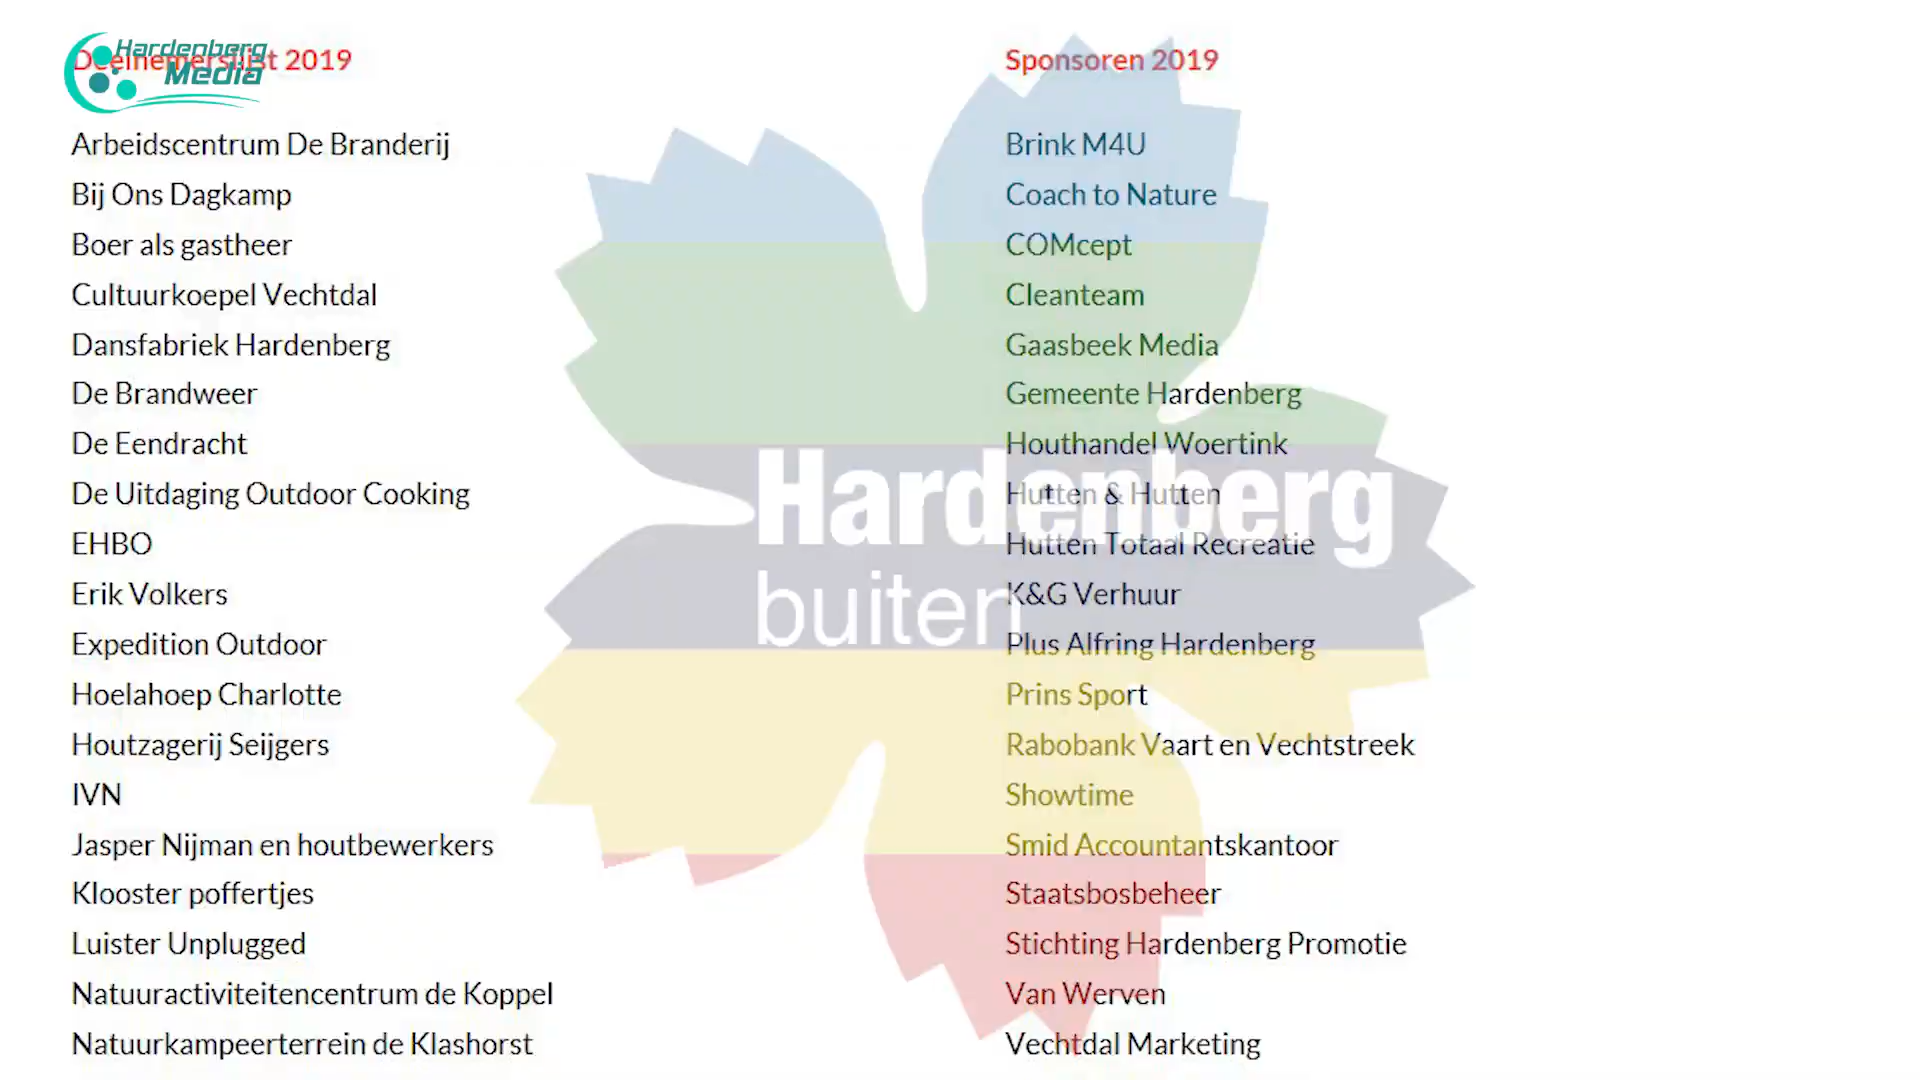 Hardenberg
Media
Deelnemerslijst 2019
Arbeidscentrum De Branderij
Bij Ons Dagkamp
Boer als gastheer
Cultuurkoepel Vechtdal
Dansfabriek Hardenberg
De Brandweer
De Eendracht
De Uitdaging Outdoor Cooking
EHBO
Erik Volkers
Expedition Outdoor
Hoelahoep Charlotte
Houtzagerij Seijgers
IVN
Jasper Nijman en houtbewerkers
Klooster poffertjes
Luister Unplugged
Natuuractiviteitencentrum de Koppel
Natuurkampeerterrein de Klashorst
Sponsoren 2019
Brink M4U
Coach to Nature
COMcept
Cleanteam
Gaasbeek Media
Gemeente Hardenberg
Houthandel Woertink
Hutten & Hutten
Hutten Totaal Recreatie
K&G Verhuur
Plus Alfring Hardenberg
Prins Sport
Rabobank Vaart en Vechtstreek
Showtime
Smid Accountantskantoor
Staatsbosbeheer
Stichting Hardenberg Promotie
Van Werven
Vechtdal Marketing
Hardenberg
buiten